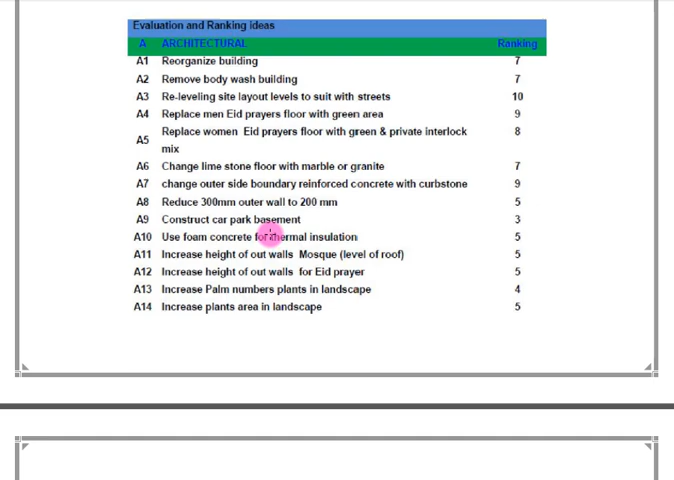 Evaluation and Ranking ideas
A ARCHITECTURAL Ranking
A1 Reorganize building 7
A2 Remove body wash building 7
A3 Re-leveling site layout levels to suit with streets 10
A4 Replace men Eid prayers floor with green area 9
A5 Replace women Eid prayers floor with green & private interlock 8
mix
A6 Change lime stone floor with marble or granite 7
A7 change outer side boundary reinforced concrete with curbstone 9
A8 Reduce 300mm outer wall to 200 mm 5
A9 Construct car park basement 3
A10 Use foam concrete for thermal insulation 5
A11 Increase height of out walls Mosque (level of roof) 5
A12 Increase height of out walls for Eid prayer 5
A13 Increase Palm numbers plants in landscape 4
A14 Increase plants area in landscape 5